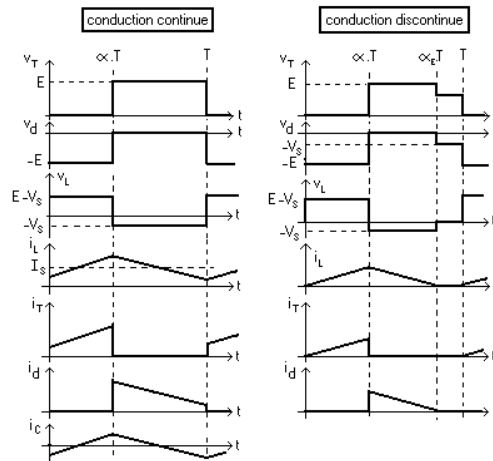 conduction continue
conduction discontinue
v_T ∝.T T
E
t
v_d
t
-E
v_L
E-V_S
t
-V_S
i_L
I_S
t
i_T
t
i_d
t
i_C
t
v_T ∝.T ∝_E.T T
E
t
v_d
t
-V_S
-E
v_L
E-V_S
t
-V_S
i_L
t
i_T
t
i_d
t